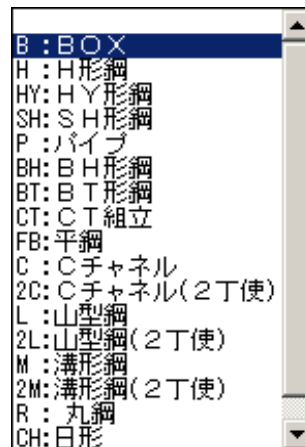 B :BOX
H :H形鋼
HY:HY形鋼
SH:SH形鋼
P :パイプ
BH:BH形鋼
BT:BT形鋼
CT:CT組立
FB:平鋼
C :Cチャネル
2C:Cチャネル(2丁使)
L :山型鋼
2L:山型鋼(2丁使)
M :溝形鋼
2M:溝形鋼(2丁使)
R : 丸鋼
CH:日形